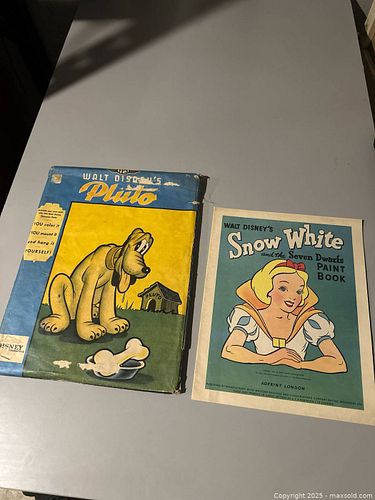 WALT DISNEY'S
Pluto
YOU color it
YOU mount it
and hang it
YOURSELF!
PLUTO
DISNEY
WALT DISNEY'S
Snow White
and the Seven Dwarfs
PAINT
BOOK
ADPRINT LONDON
Copyright © 2025 - maxsold.com